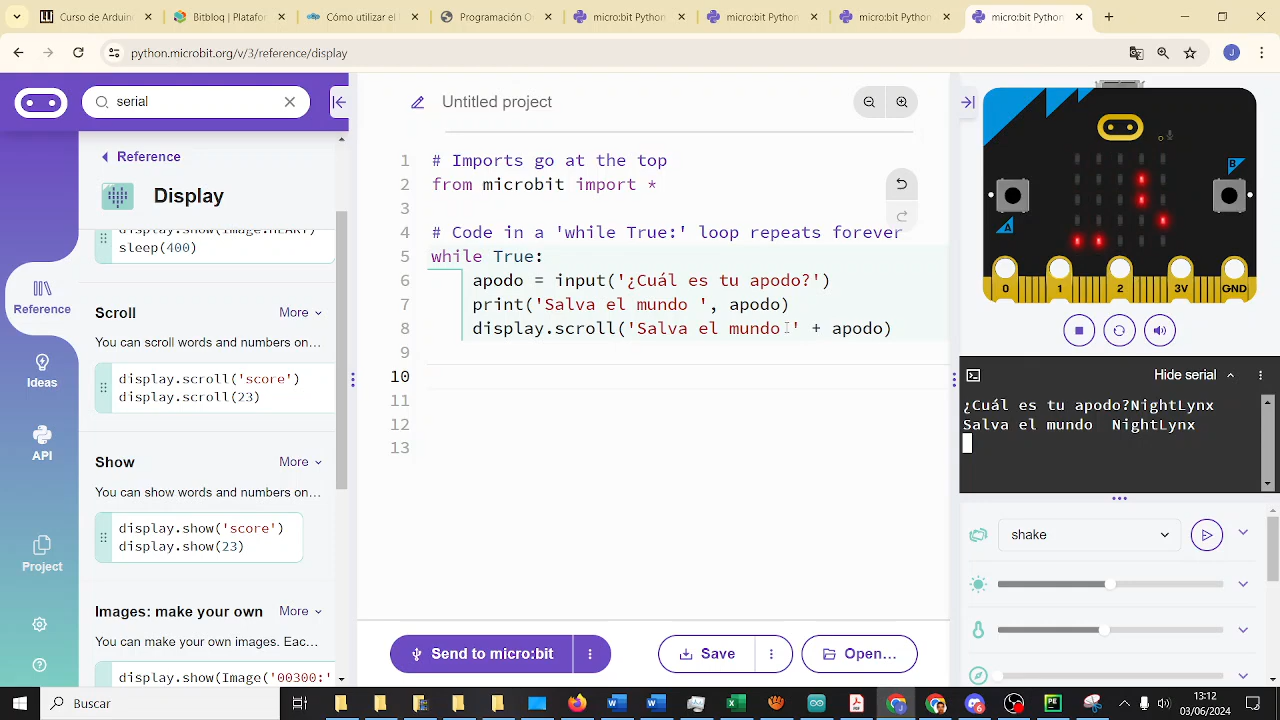 Curso de Ardui
Bitbloq | Platafo
Cómo utilizar el
Programación O
micro:bit Python
micro:bit Python
micro:bit Python
micro:bit Python
python.microbit.org/v/3/reference/display
J
serial
Reference
Display
sleep(400)
Scroll
More
You can scroll words and numbers on…
display.scroll('score')
display.scroll(23)
Show
More
You can show words and numbers on…
display.show('score')
display.show(23)
Images: make your own
More
You can make your own images. Eac
display.show(Image('00300:'
Reference
Ideas
API
Project
Untitled project
1 # Imports go at the top
2 from microbit import *
3
4 # Code in a 'while True:' loop repeats forever
5 while True:
6 apodo = input('¿Cuál es tu apodo?')
7 print('Salva el mundo ', apodo)
8 display.scroll('Salva el mundo ' + apodo)
9
10
11
12
13
Send to micro:bit
Save
Open...
A
B
0 1 2 3V GND
Hide serial
¿Cuál es tu apodo?NightLynx
Salva el mundo  NightLynx
shake
Buscar
13:12
03/06/2024